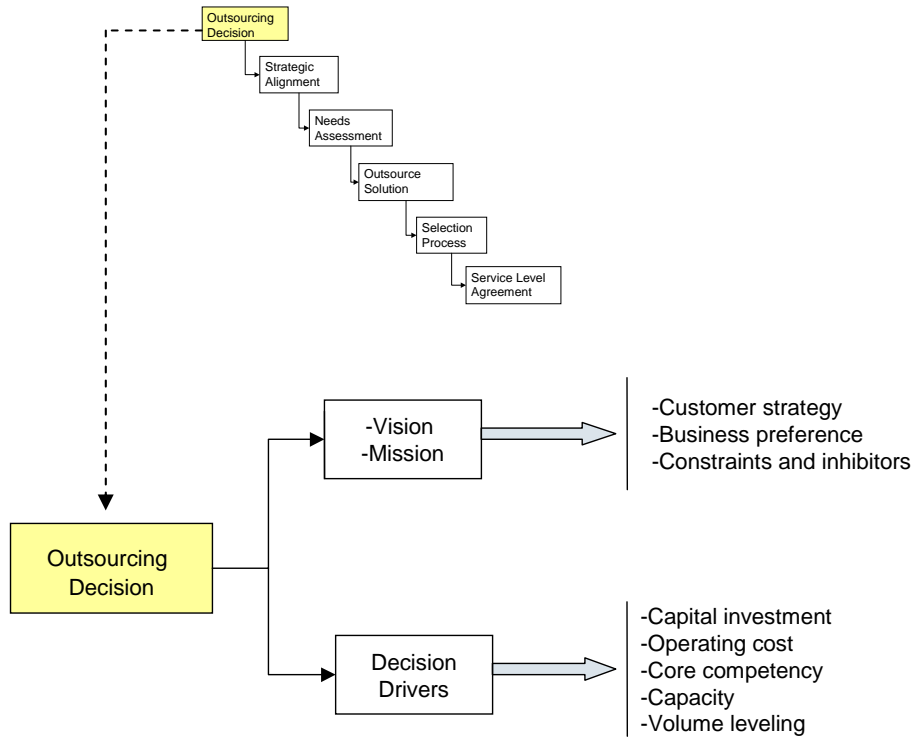 Outsourcing
Decision
Strategic
Alignment
Needs
Assessment
Outsource
Solution
Selection
Process
Service Level
Agreement
-Vision
-Mission
-Customer strategy
-Business preference
-Constraints and inhibitors
Outsourcing
Decision
Decision
Drivers
-Capital investment
-Operating cost
-Core competency
-Capacity
-Volume leveling